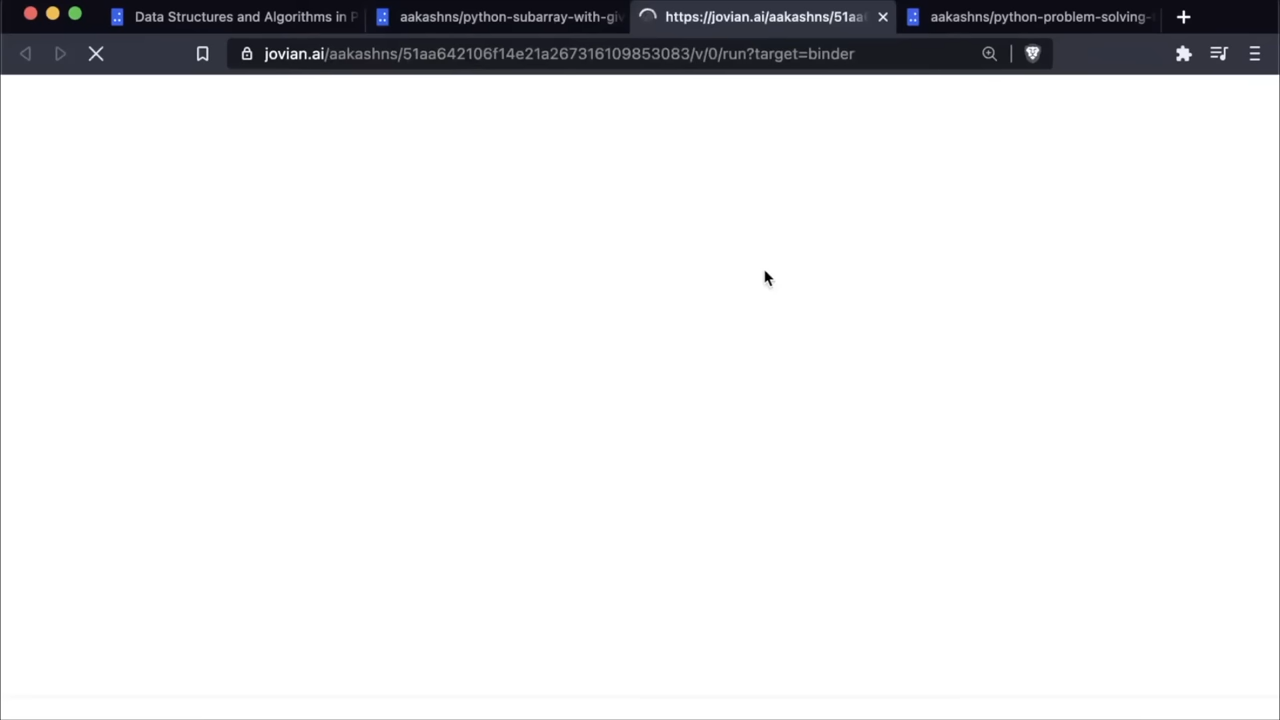 Data Structures and Algorithms in P
aakashns/python-subarray-with-giv
https://jovian.ai/aakashns/51aa
aakashns/python-problem-solving-
jovian.ai/aakashns/51aa642106f14e21a267316109853083/v/0/run?target=binder